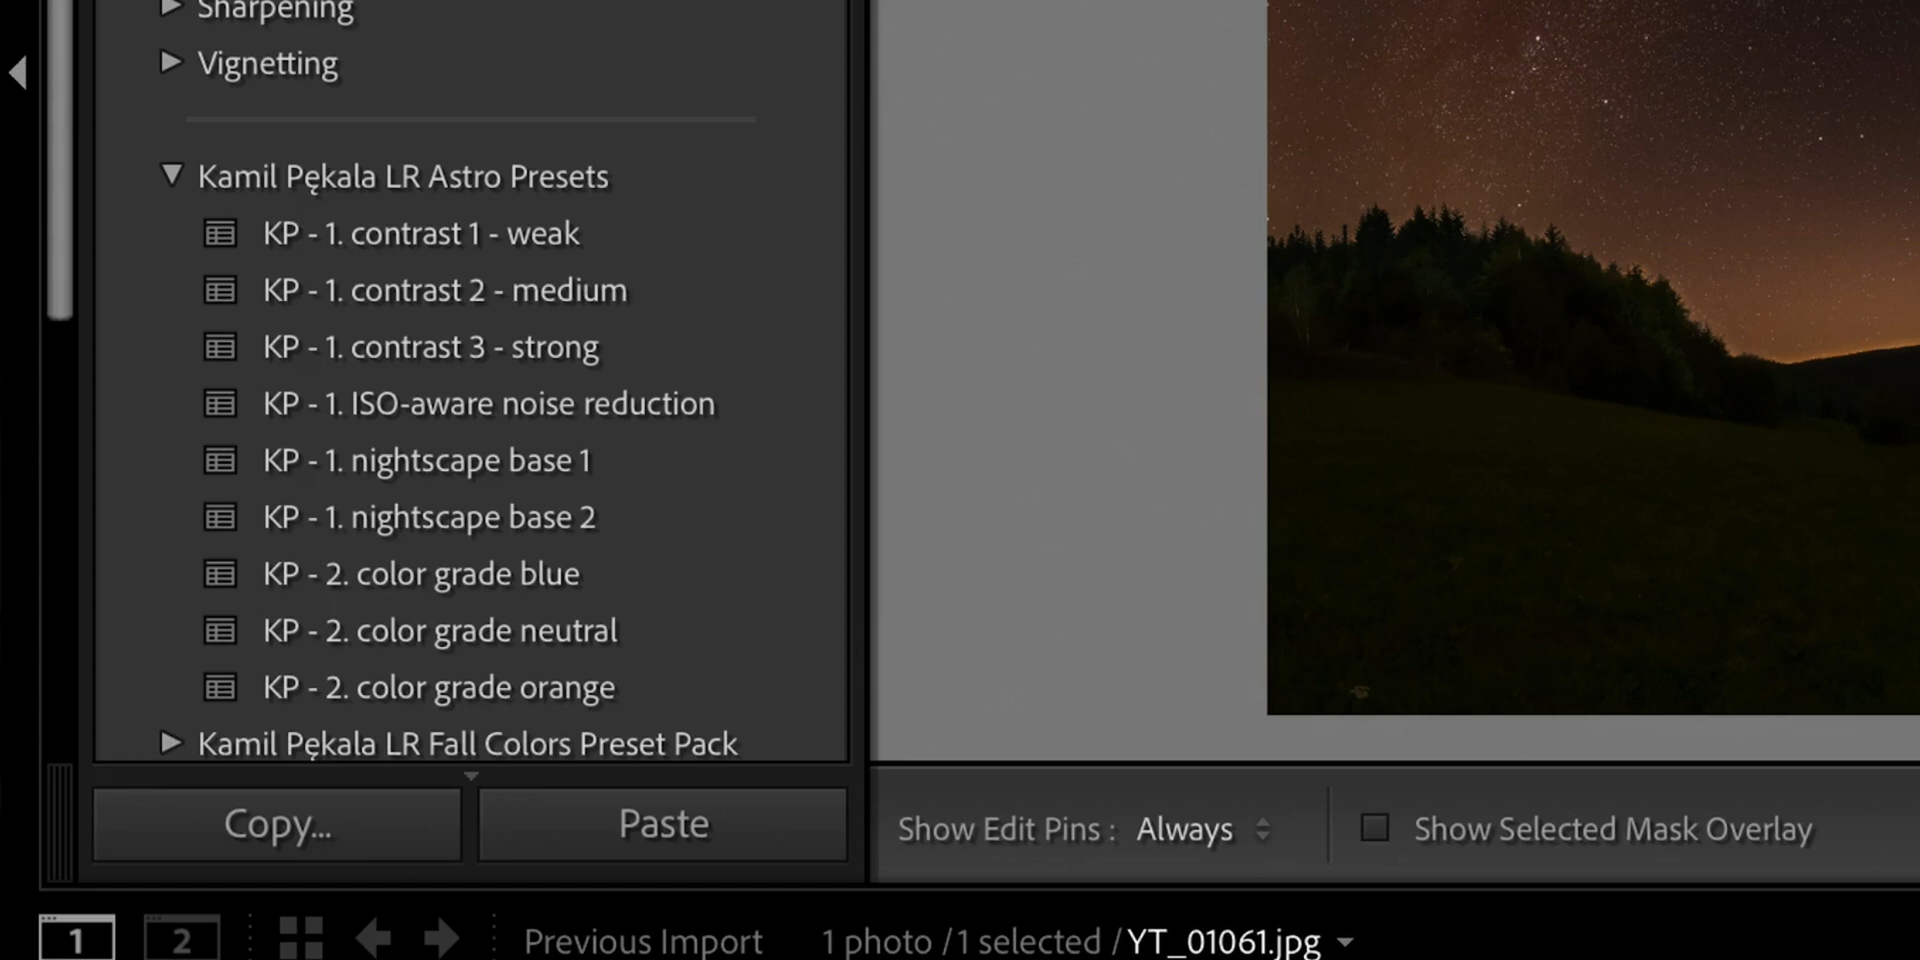 Sharpening
Vignetting
Kamil Pękala LR Astro Presets
KP - 1. contrast 1 - weak
KP - 1. contrast 2 - medium
KP - 1. contrast 3 - strong
KP - 1. ISO-aware noise reduction
KP - 1. nightscape base 1
KP - 1. nightscape base 2
KP - 2. color grade blue
KP - 2. color grade neutral
KP - 2. color grade orange
Kamil Pękala LR Fall Colors Preset Pack
Copy... Paste
Show Edit Pins : Always Show Selected Mask Overlay
1 2 Previous Import 1 photo / 1 selected / YT_01061.jpg